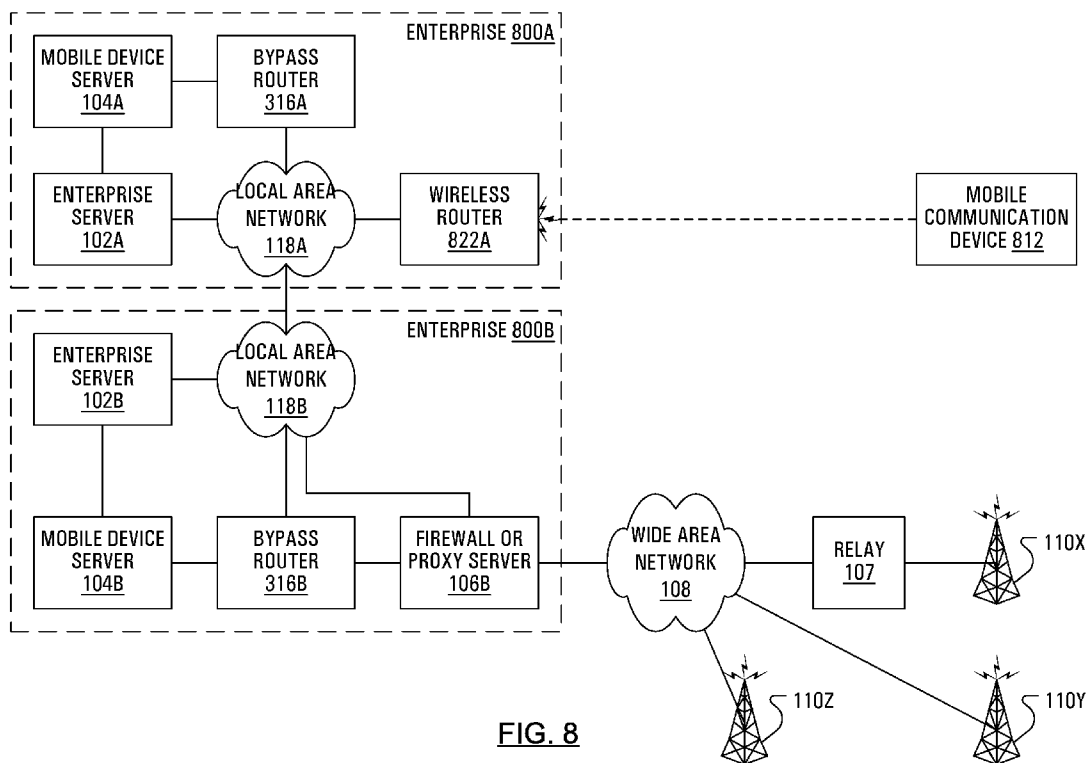 ENTERPRISE 800A
MOBILE DEVICE
SERVER
104A
BYPASS
ROUTER
316A
ENTERPRISE
SERVER
102A
LOCAL AREA
NETWORK
118A
WIRELESS
ROUTER
822A
MOBILE
COMMUNICATION
DEVICE 812
ENTERPRISE 800B
ENTERPRISE
SERVER
102B
LOCAL AREA
NETWORK
118B
MOBILE DEVICE
SERVER
104B
BYPASS
ROUTER
316B
FIREWALL OR
PROXY SERVER
106B
WIDE AREA
NETWORK
108
RELAY
107
110X
110Z
110Y
FIG. 8